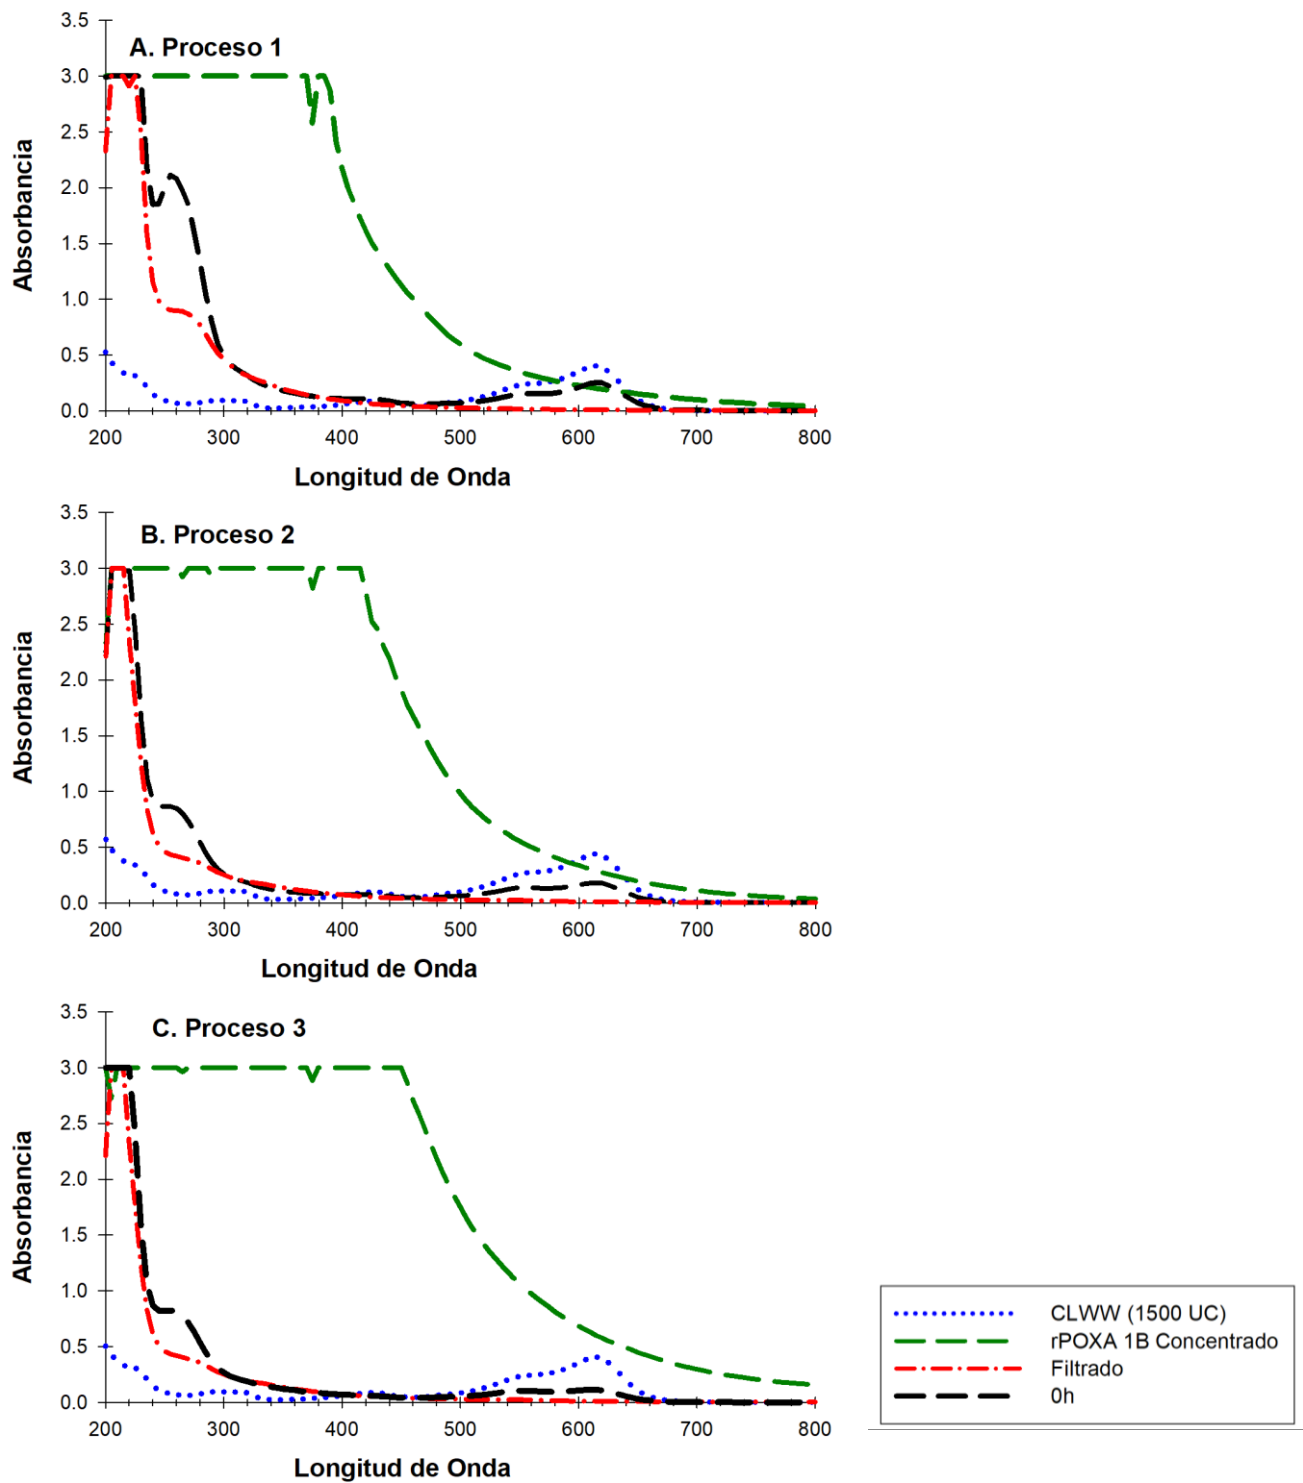 A. Proceso 1
3.5
3.0
2.5
2.0
1.5
1.0
0.5
0.0
Absorbancia
200 300 400 500 600 700 800
Longitud de Onda
B. Proceso 2
3.5
3.0
2.5
2.0
1.5
1.0
0.5
0.0
Absorbancia
200 300 400 500 600 700 800
Longitud de Onda
C. Proceso 3
3.5
3.0
2.5
2.0
1.5
1.0
0.5
0.0
Absorbancia
200 300 400 500 600 700 800
Longitud de Onda
CLWW (1500 UC)
rPOXA 1B Concentrado
Filtrado
0h